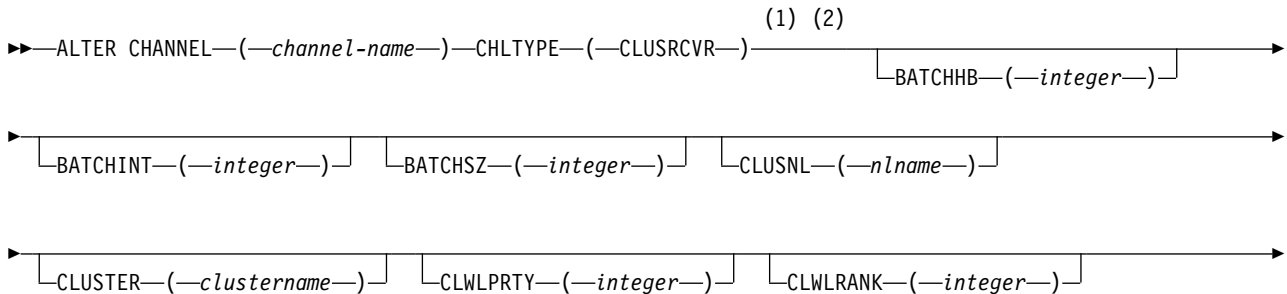 (1) (2)
ALTER CHANNEL ( channel-name ) CHLTYPE ( CLUSRCVR )
BATCHHB ( integer )
BATCHINT ( integer ) BATCHSZ ( integer ) CLUSNL ( nlname )
CLUSTER ( clustername ) CLWLPRTY ( integer ) CLWLRANK ( integer )